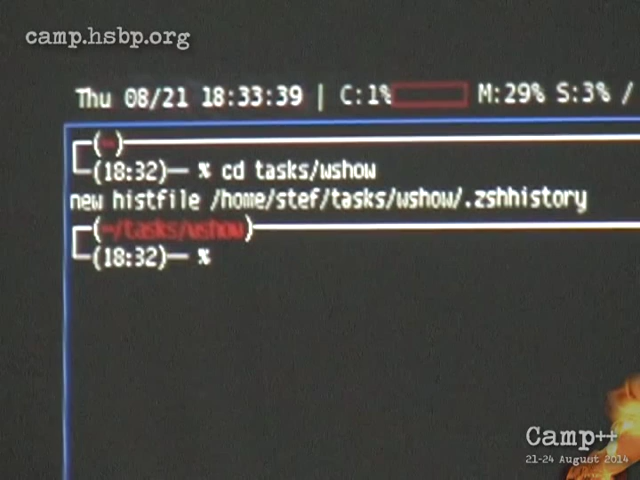 camp.hsbp.org
Thu 08/21 18:33:39 | C:1% M:29% S:3% /
(~)
(18:32)— % cd tasks/wshow
new histfile /home/stef/tasks/wshow/.zshhistory
(~/tasks/wshow)
(18:32)— %
Camp++
21-24 August 2014